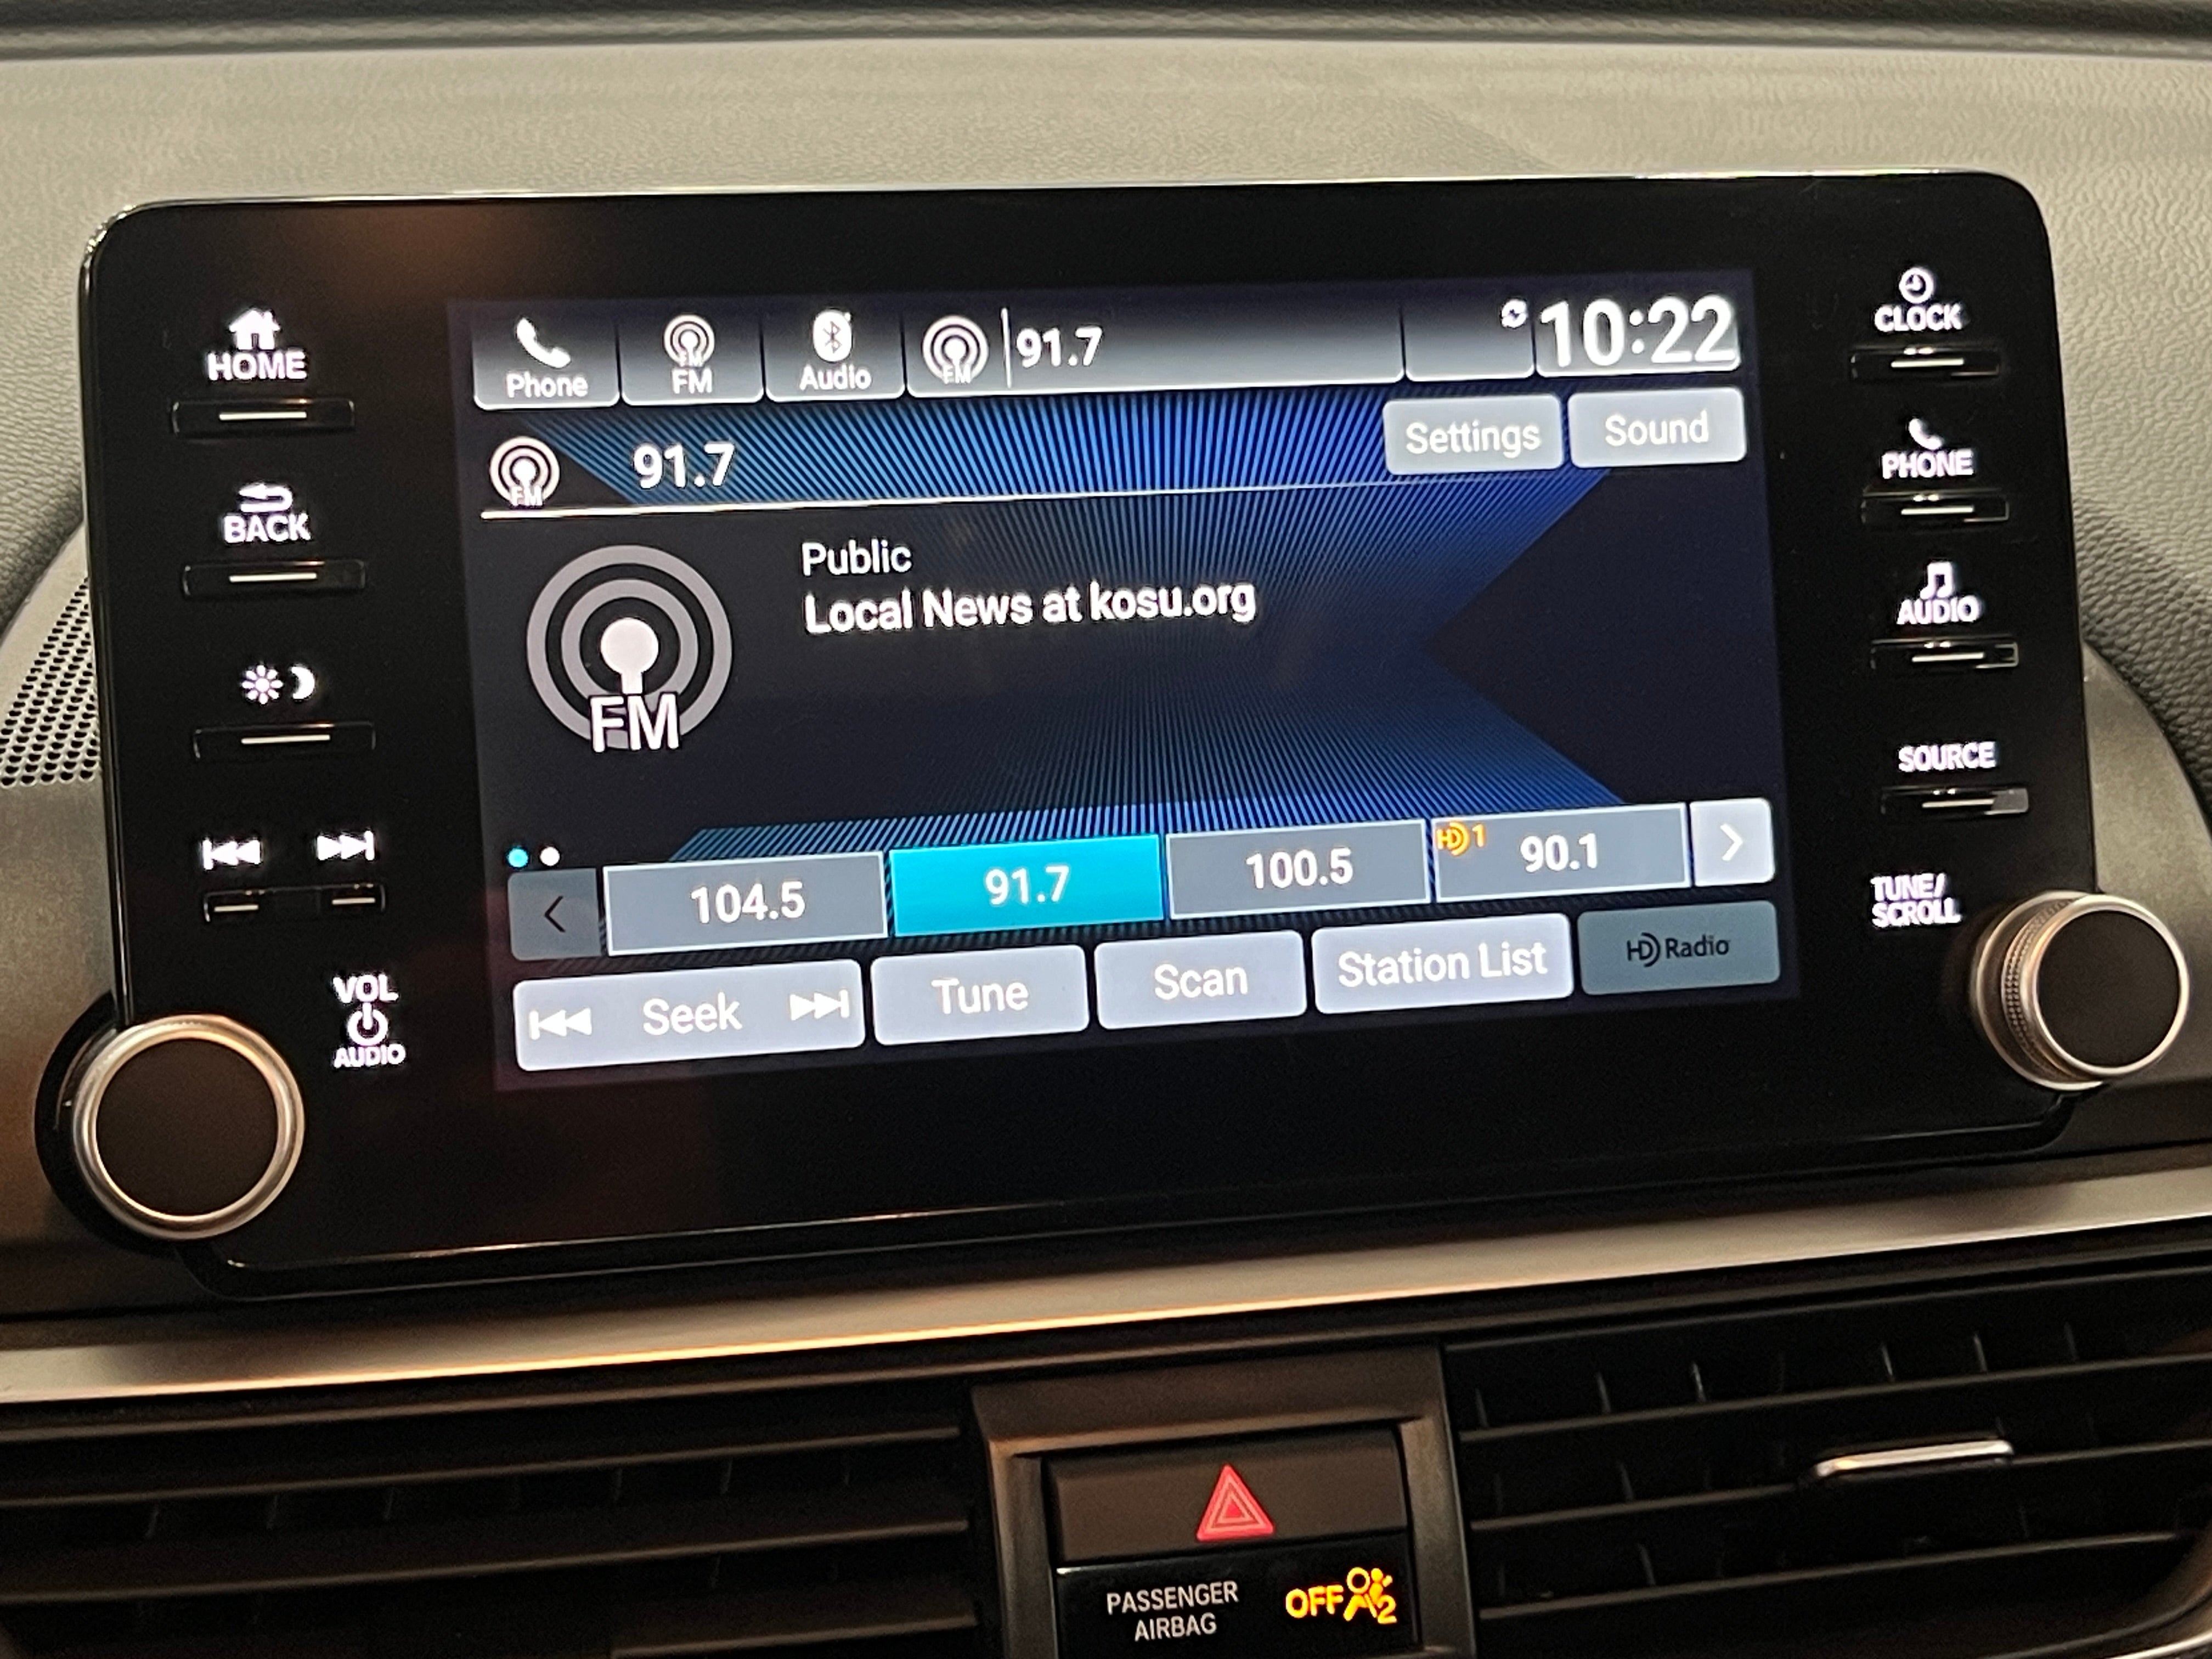 HOME
BACK
VOL
AUDIO
Phone
FM
FM
Audio
FM
91.7
10:22
FM
91.7
Settings
Sound
FM
Public
Local News at kosu.org
104.5
91.7
100.5
HD 1
90.1
Seek
Tune
Scan
Station List
HD Radio
CLOCK
PHONE
AUDIO
SOURCE
TUNE/
SCROLL
PASSENGER
AIRBAG
OFF
2